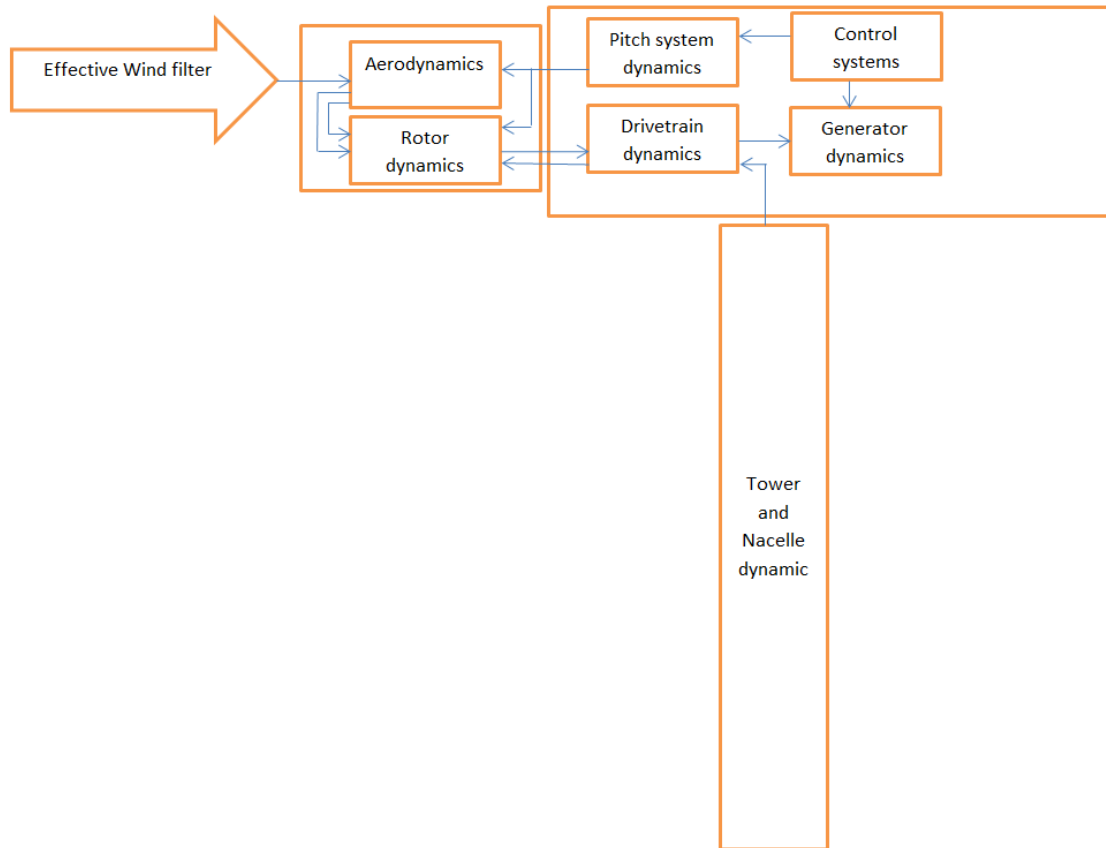 Effective Wind filter
Aerodynamics
Rotor
dynamics
Pitch system
dynamics
Control
systems
Drivetrain
dynamics
Generator
dynamics
Tower
and
Nacelle
dynamic